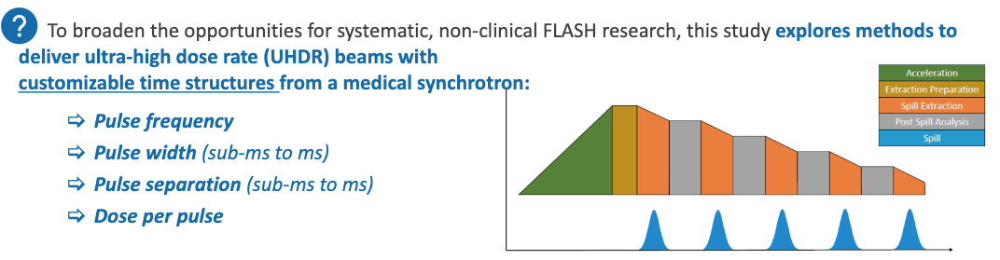 ?
To broaden the opportunities for systematic, non-clinical FLASH research, this study explores methods to
deliver ultra-high dose rate (UHDR) beams with
customizable time structures from a medical synchrotron:
⇨ Pulse frequency
⇨ Pulse width (sub-ms to ms)
⇨ Pulse separation (sub-ms to ms)
⇨ Dose per pulse
Acceleration
Extraction Preparation
Spill Extraction
Post Spill Analysis
Spill